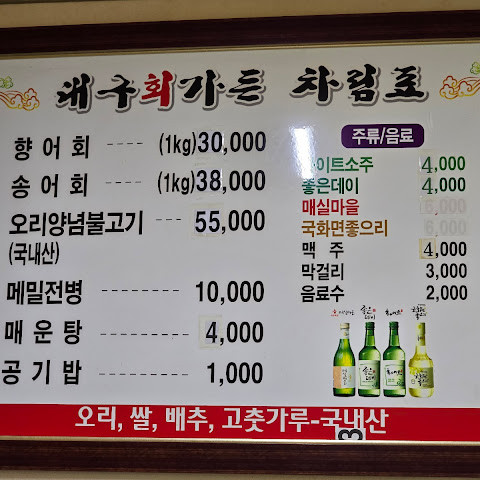 대구회가든 차림표
향어회 ---- (1kg)30,000
송어회 ------ (1kg)38,000
오리양념불고기 ---- 55,000
(국내산)
메밀전병 10,000
매운탕 4,000
공기밥 1,000
주류/음료
화이트소주 4,000
좋은데이 4,000
매실마을 5,000
국화면좋으리 6,000
맥주 4,000
막걸리 3,000
음료수 2,000
오리, 쌀, 배추, 고춧가루-국내산